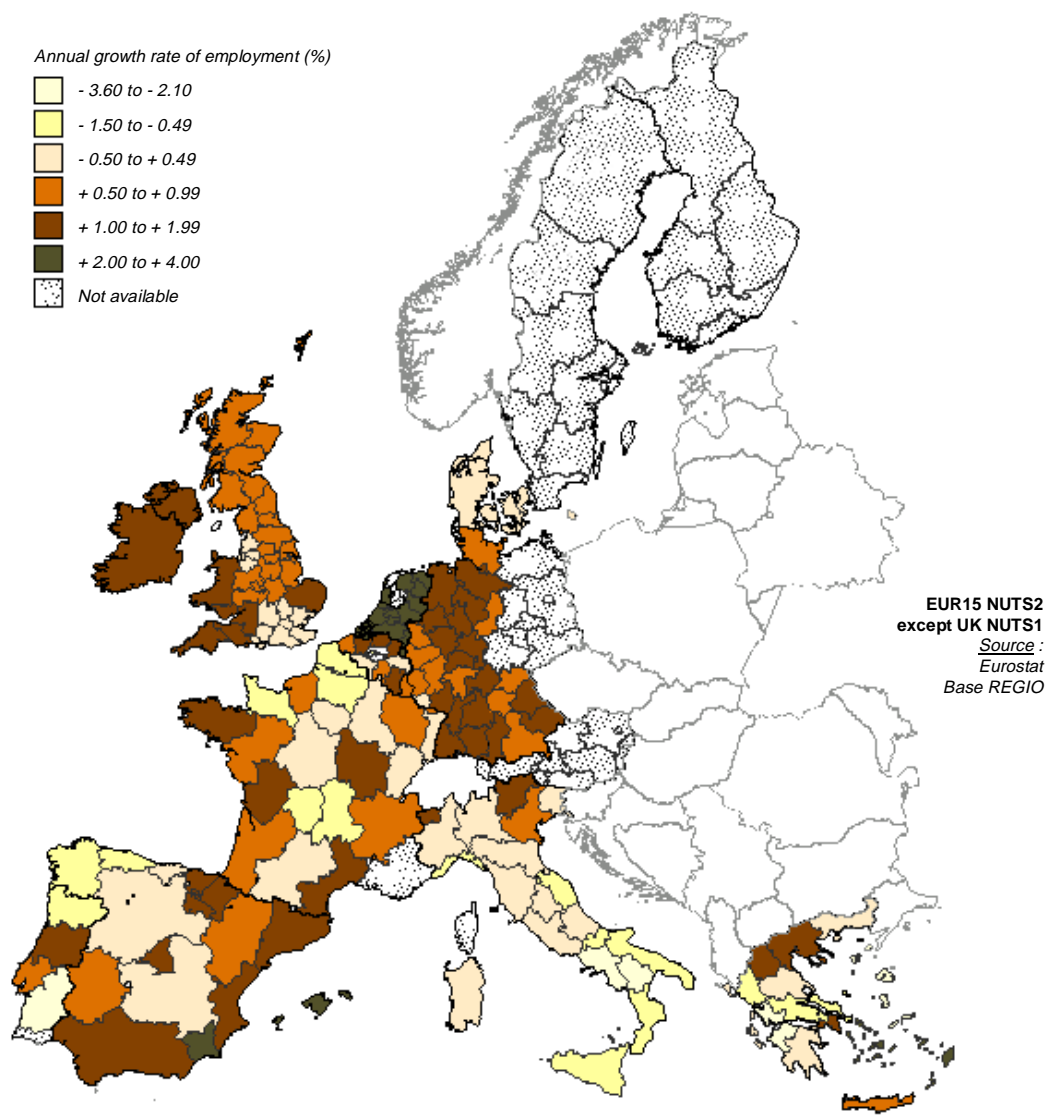 Annual growth rate of employment (%)
- 3.60 to - 2.10
- 1.50 to - 0.49
- 0.50 to + 0.49
+ 0.50 to + 0.99
+ 1.00 to + 1.99
+ 2.00 to + 4.00
Not available
EUR15 NUTS2
except UK NUTS1
Source :
Eurostat
Base REGIO